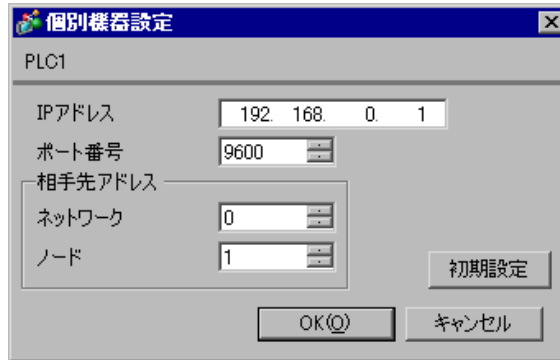 個別機器設定
PLC1
IPアドレス 192. 168. 0. 1
ポート番号 9600
相手先アドレス
ネットワーク 0
ノード 1
初期設定
OK(O) キャンセル